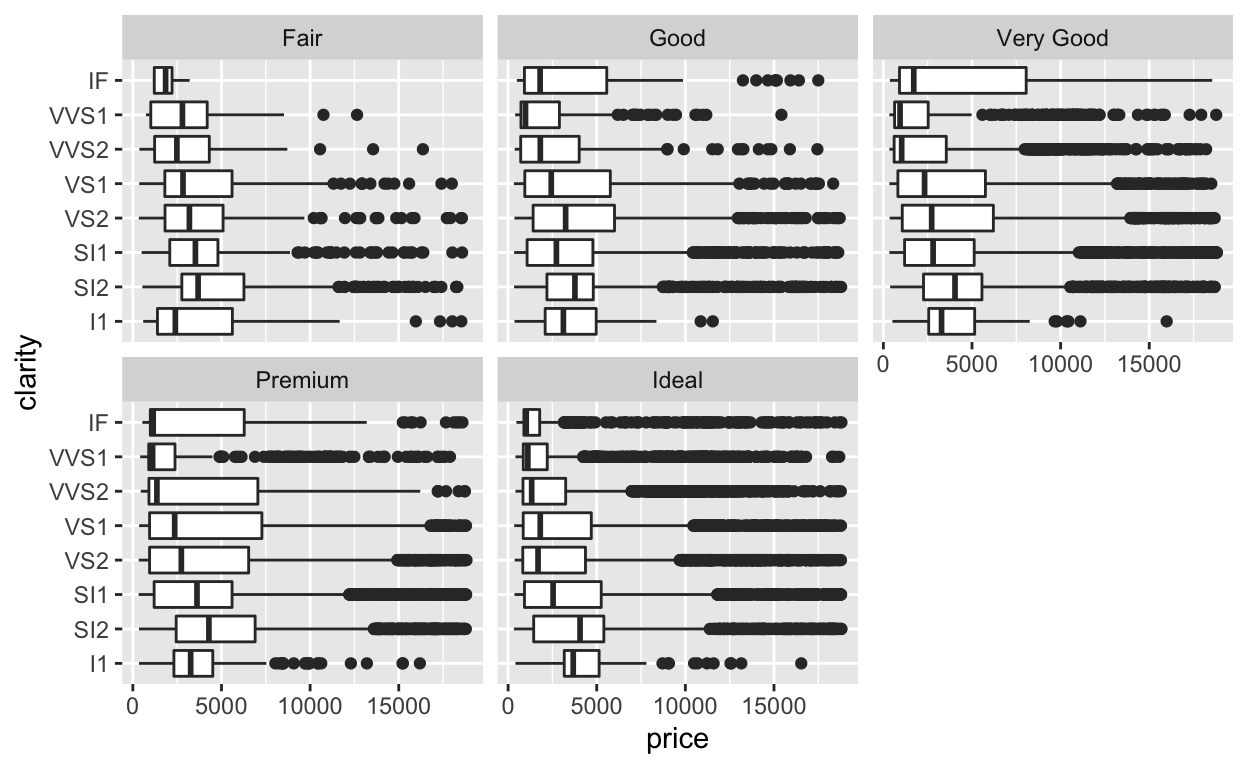 Fair Good Very Good
IF
VVS1
VVS2
VS1
VS2
SI1
SI2
I1
0 5000 10000 15000
clarity
Premium Ideal
IF
VVS1
VVS2
VS1
VS2
SI1
SI2
I1
0 5000 10000 15000 0 5000 10000 15000
price